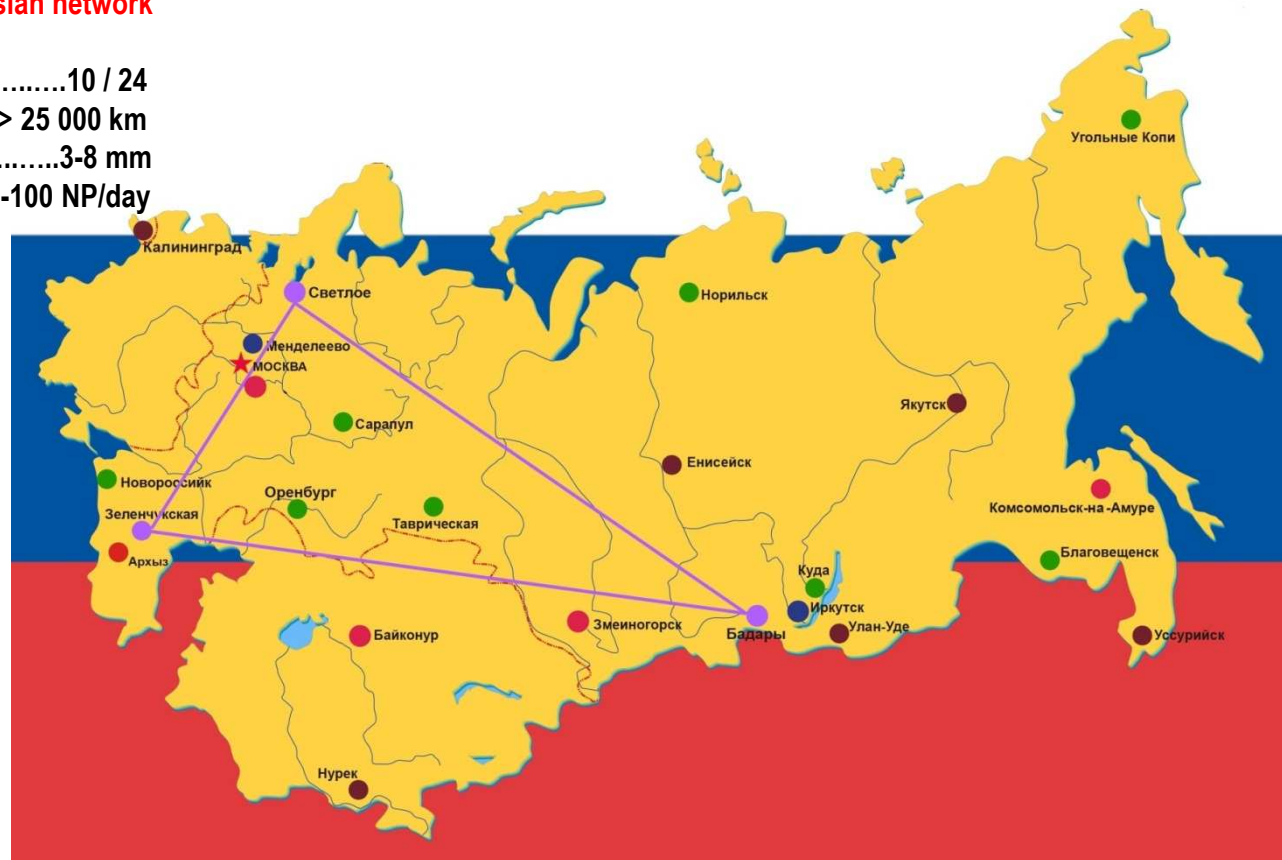 sian network
........10 / 24
> 25 000 km
........3-8 mm
-100 NP/day
Угольные Копи
Калининград
Светлое
Норильск
Менделеево
МОСКВА
Якутск
Сарапул
Енисейск
Новороссийк
Оренбург
Комсомольск-на-Амуре
Зеленчукская
Таврическая
Архыз
Благовещенск
Куда
Иркутск
Змеиногорск
Бадары
Улан-Уде
Байконур
Уссурийск
Нурек